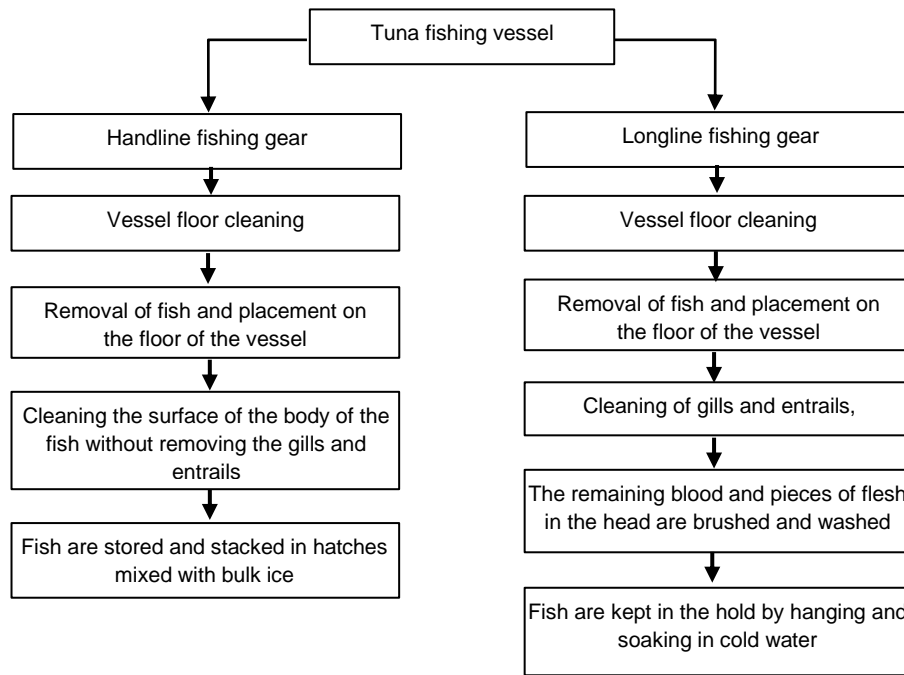 Tuna fishing vessel
Handline fishing gear
Vessel floor cleaning
Removal of fish and placement on
the floor of the vessel
Cleaning the surface of the body of the
fish without removing the gills and
entrails
Fish are stored and stacked in hatches
mixed with bulk ice
Longline fishing gear
Vessel floor cleaning
Removal of fish and placement on
the floor of the vessel
Cleaning of gills and entrails,
The remaining blood and pieces of flesh
in the head are brushed and washed
Fish are kept in the hold by hanging and
soaking in cold water